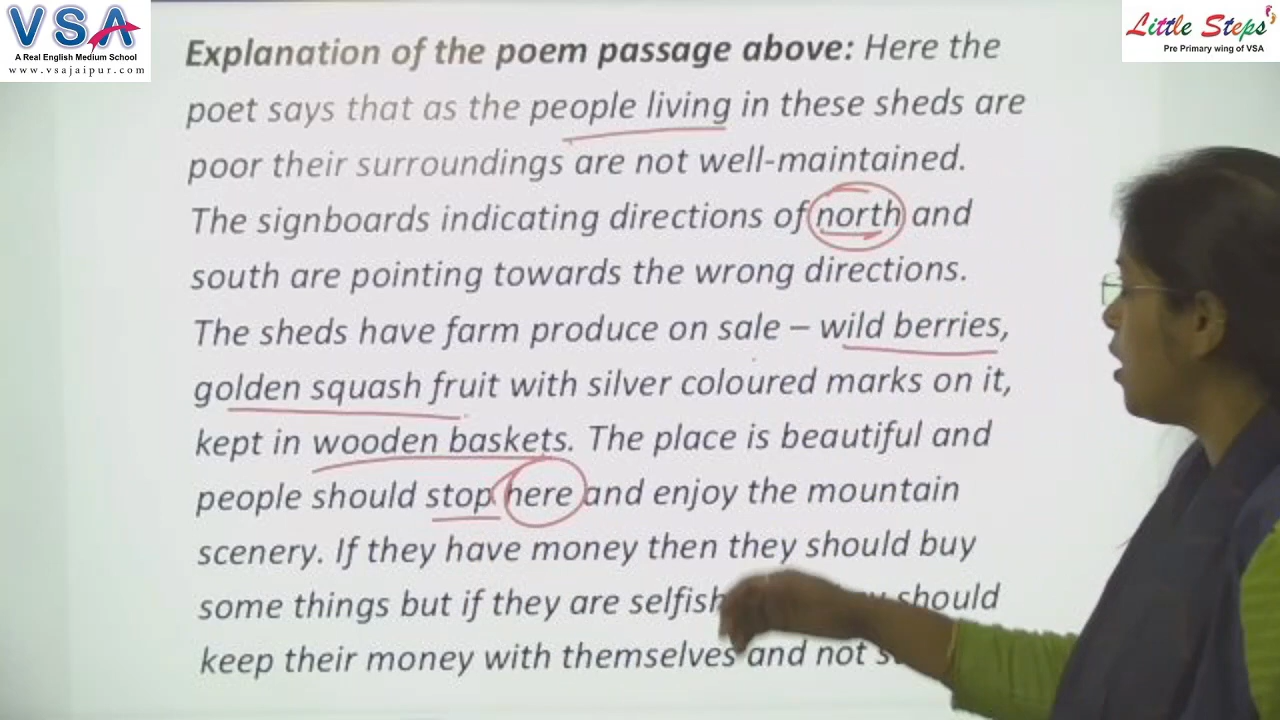 VSA
A Real English Medium School
www.vsajaipur.com
Little Steps
Pre Primary wing of VSA
Explanation of the poem passage above: Here the
poet says that as the people living in these sheds are
poor their surroundings are not well-maintained.
The signboards indicating directions of north and
south are pointing towards the wrong directions.
The sheds have farm produce on sale – wild berries,
golden squash fruit with silver coloured marks on it,
kept in wooden baskets. The place is beautiful and
people should stop here and enjoy the mountain
scenery. If they have money then they should buy
some things but if they are selfish should
keep their money with themselves and not